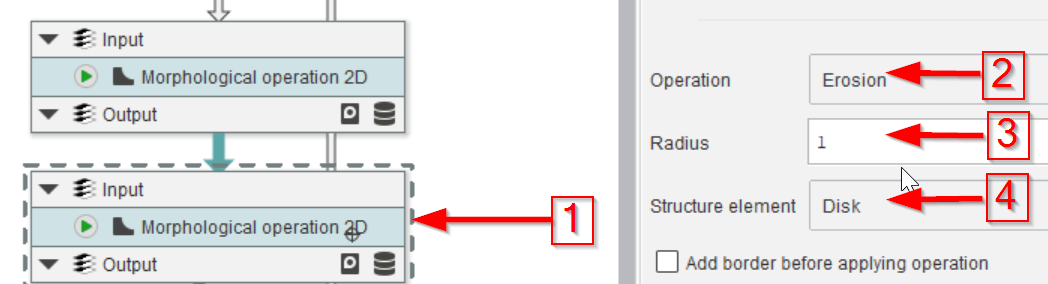 Input
Morphological operation 2D
Output
Input
Morphological operation 2D
Output
1
Operation
Erosion
2
Radius
1
3
Structure element
Disk
4
Add border before applying operation